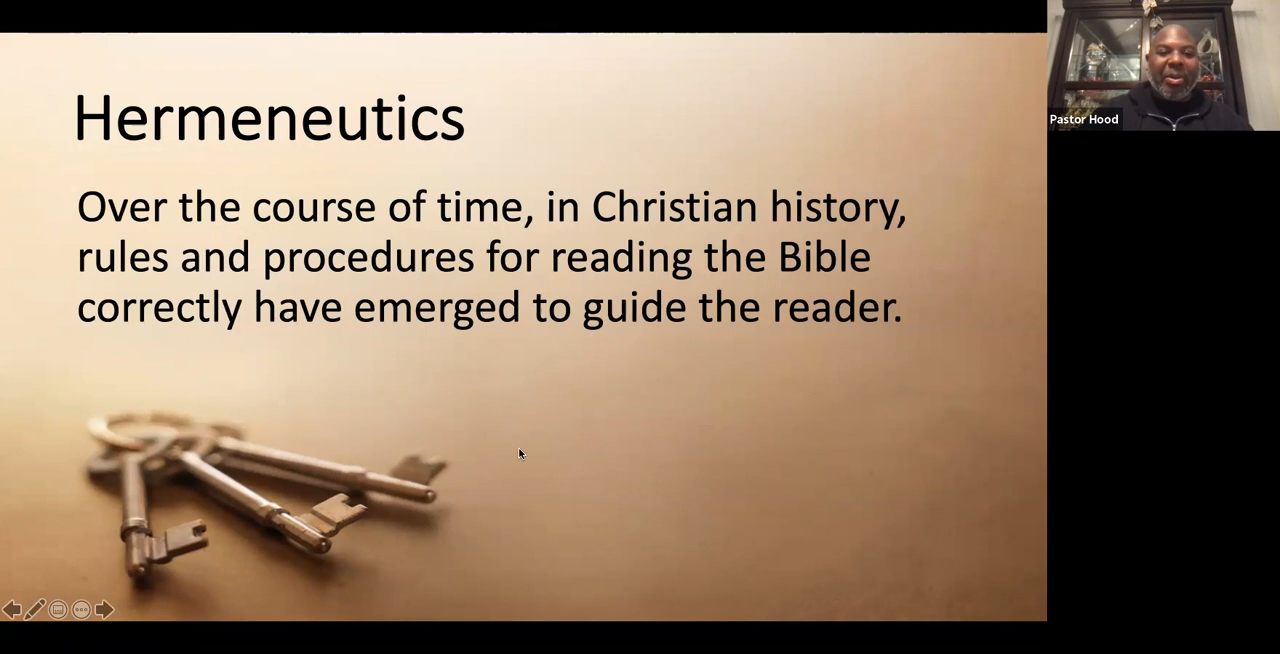 Hermeneutics
Over the course of time, in Christian history,
rules and procedures for reading the Bible
correctly have emerged to guide the reader.
Pastor Hood